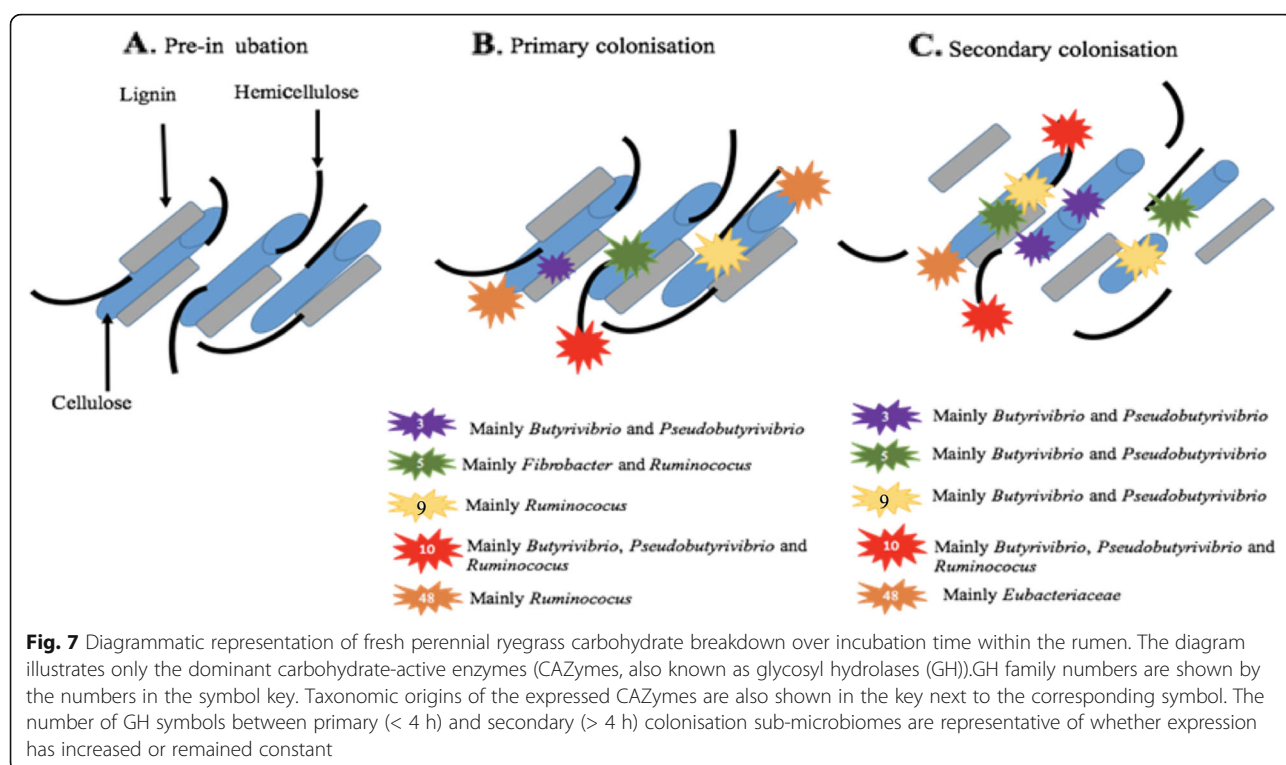 A. Pre-in ubation
B. Primary colonisation
C. Secondary colonisation
Lignin
Hemicellulose
Cellulose
3 Mainly Butyrivibrio and Pseudobutyrivibrio
5 Mainly Fibrobacter and Ruminococus
9 Mainly Ruminococus
10 Mainly Butyrivibrio, Pseudobutyrivibrio and
Ruminococus
48 Mainly Ruminococus
3 Mainly Butyrivibrio and Pseudobutyrivibrio
5 Mainly Butyrivibrio and Pseudobutyrivibrio
9 Mainly Butyrivibrio and Pseudobutyrivibrio
10 Mainly Butyrivibrio, Pseudobutyrivibrio and
Ruminococus
48 Mainly Eubacteriaceae
Fig. 7 Diagrammatic representation of fresh perennial ryegrass carbohydrate breakdown over incubation time within the rumen. The diagram
illustrates only the dominant carbohydrate-active enzymes (CAZymes, also known as glycosyl hydrolases (GH)).GH family numbers are shown by
the numbers in the symbol key. Taxonomic origins of the expressed CAZymes are also shown in the key next to the corresponding symbol. The
number of GH symbols between primary (< 4 h) and secondary (> 4 h) colonisation sub-microbiomes are representative of whether expression
has increased or remained constant